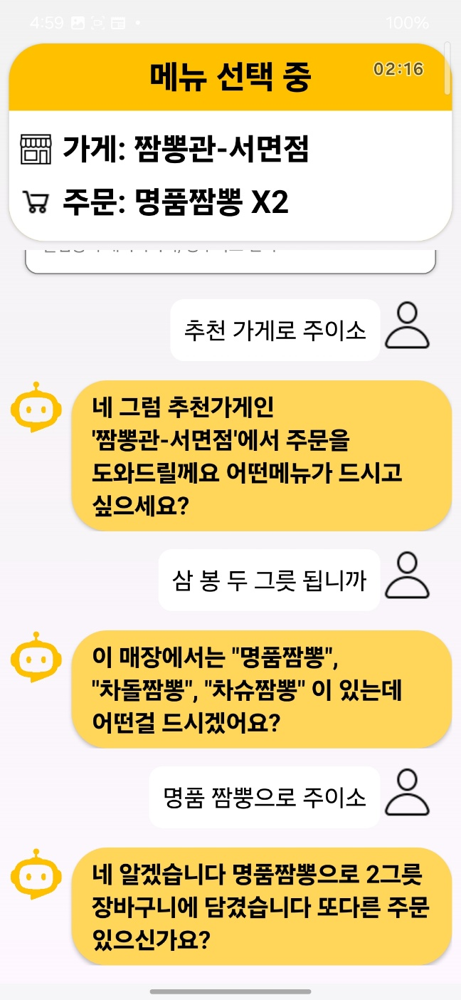 4:59
100%
메뉴 선택 중
02:16
가게: 짬뽕관-서면점
주문: 명품짬뽕 X2
추천 가게로 주이소
네 그럼 추천가게인
'짬뽕관-서면점'에서 주문을
도와드릴께요 어떤메뉴가 드시고
싶으세요?
삼 봉 두 그릇 됩니까
이 매장에서는 "명품짬뽕",
"차돌짬뽕", "차슈짬뽕" 이 있는데
어떤걸 드시겠어요?
명품 짬뿡으로 주이소
네 알겠습니다 명품짬뽕으로 2그릇
장바구니에 담겼습니다 또다른 주문
있으신가요?